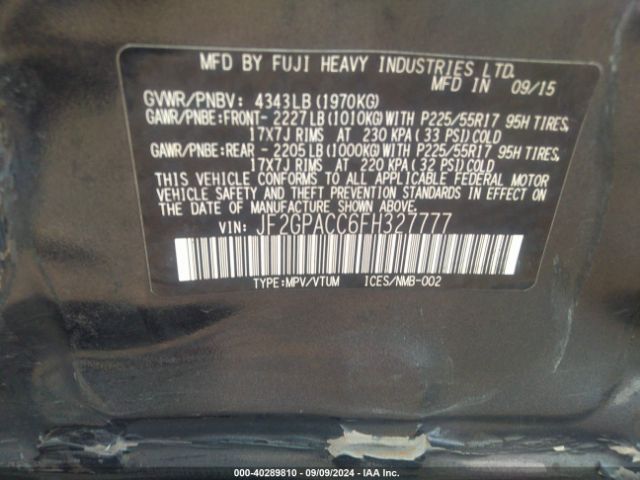 MFD BY FUJI HEAVY INDUSTRIES LTD.
MFD IN 09/15
GVWR/PNBV: 4343LB(1970KG)
GAWR/PNBE:FRONT- 2227LB(1010KG)WITH P225/55R17 95H TIRES,
17X7J RIMS AT 230 KPA(33 PSI)COLD
GAWR/PNBE:REAR - 2205LB(1000KG)WITH P225/55R17 95H TIRES,
17X7J RIMS AT 220 KPA(32 PSI)COLD
THIS VEHICLE CONFORMS TO ALL APPLICABLE FEDERAL MOTOR
VEHICLE SAFETY AND THEFT PREVENTION STANDARDS IN EFFECT ON
THE DATE OF MANUFACTURE SHOWN ABOVE.
VIN: JF2GPACC6FH327777
TYPE:MPV/VTUM ICES/NMB-002
000-40289810 - 09/09/2024 - IAA Inc.